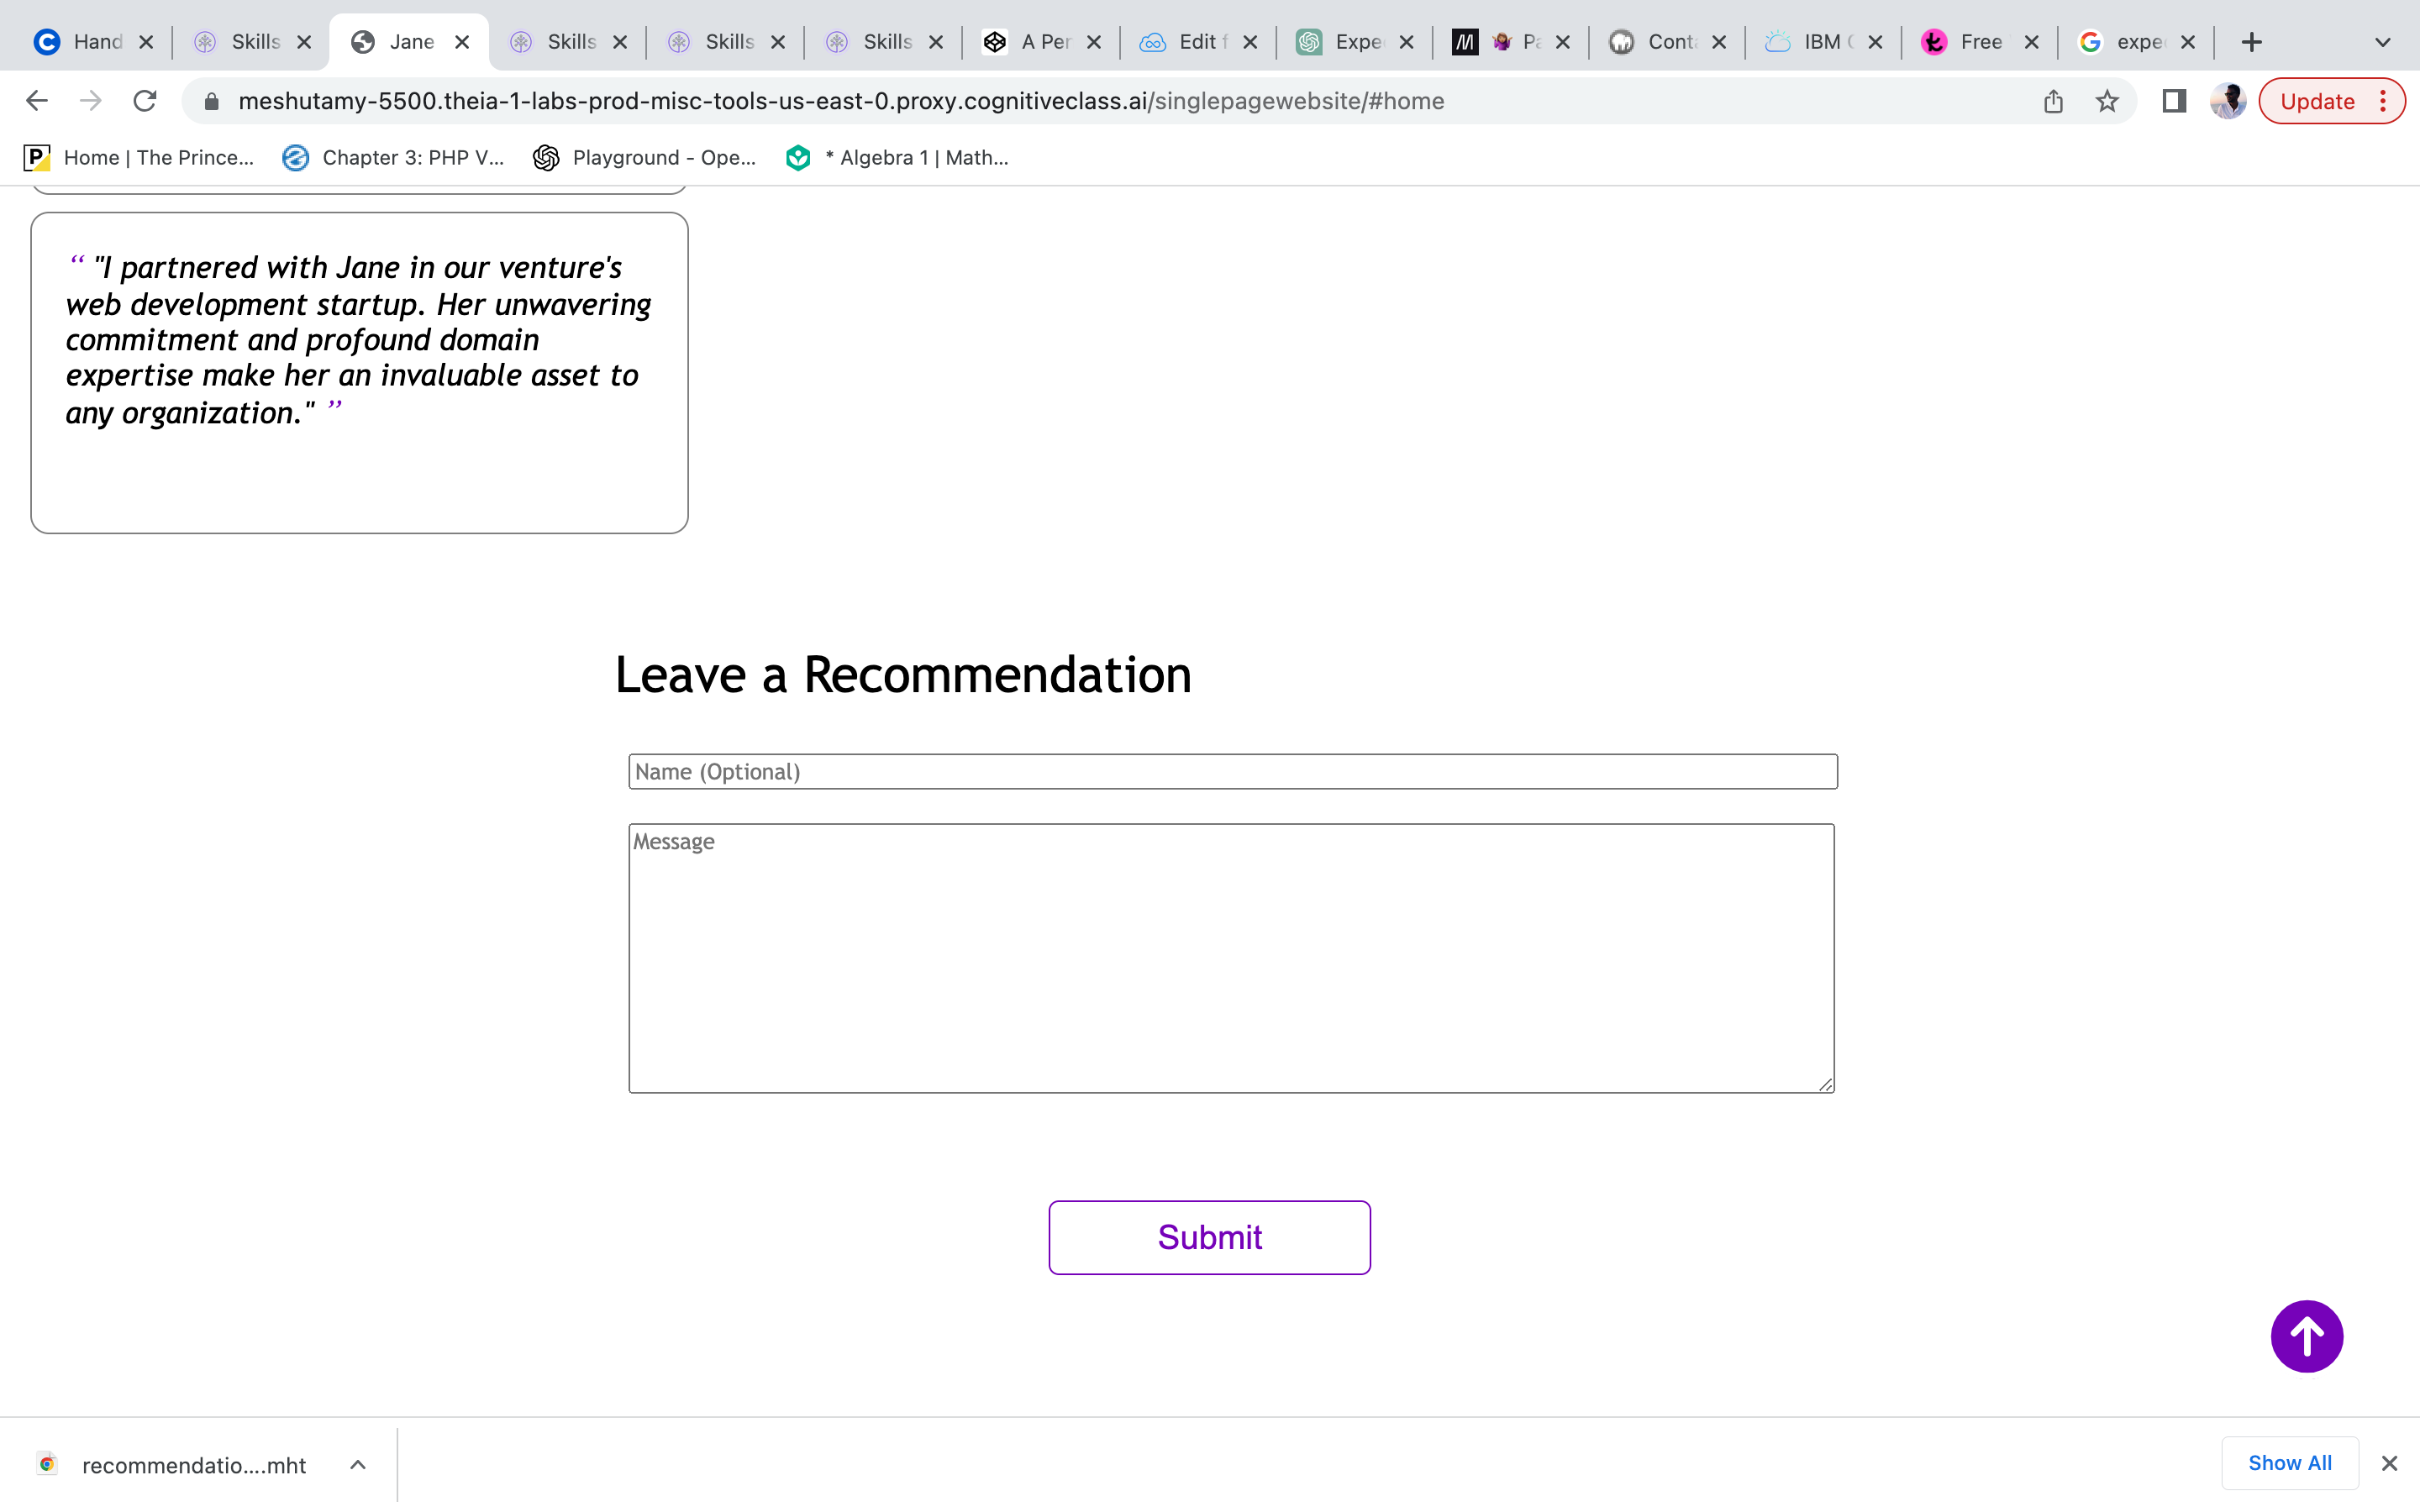 Hand
Skills
Jane
Skills
Skills
Skills
A Per
Edit f
Expe
Pa
Conta
IBM C
Free
expe
meshutamy-5500.theia-1-labs-prod-misc-tools-us-east-0.proxy.cognitiveclass.ai/singlepagewebsite/#home
Update
Home | The Prince...
Chapter 3: PHP V...
Playground - Ope...
* Algebra 1 | Math...
“ "I partnered with Jane in our venture's
web development startup. Her unwavering
commitment and profound domain
expertise make her an invaluable asset to
any organization." ”
Leave a Recommendation
Name (Optional)
Message
Submit
recommendatio....mht
Show All